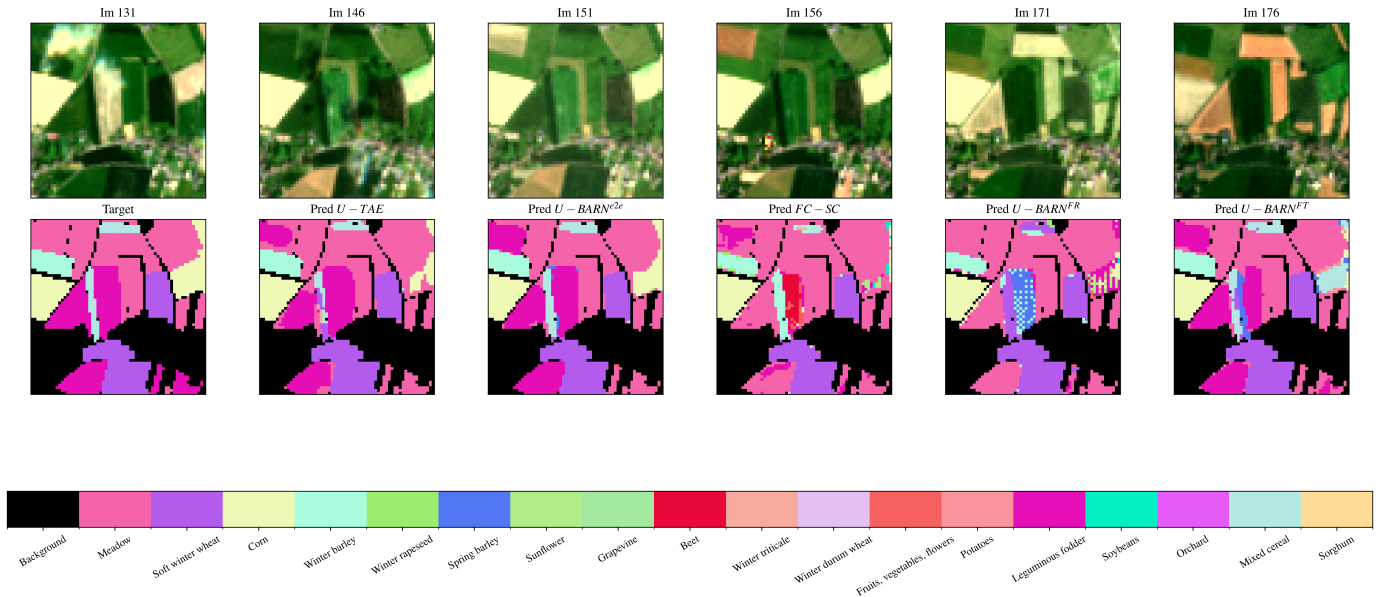 Im 131
Im 146
Im 151
Im 156
Im 171
Im 176
Target
Pred U − TAE
Pred U − BARN^{e2e}
Pred FC − SC
Pred U − BARN^{FR}
Pred U − BARN^{FT}
Background
Meadow
Soft winter wheat
Corn
Winter barley
Winter rapeseed
Spring barley
Sunflower
Grapevine
Beet
Winter triticale
Winter durum wheat
Fruits, vegetables, flowers
Potatoes
Leguminous fodder
Soybeans
Orchard
Mixed cereal
Sorghum